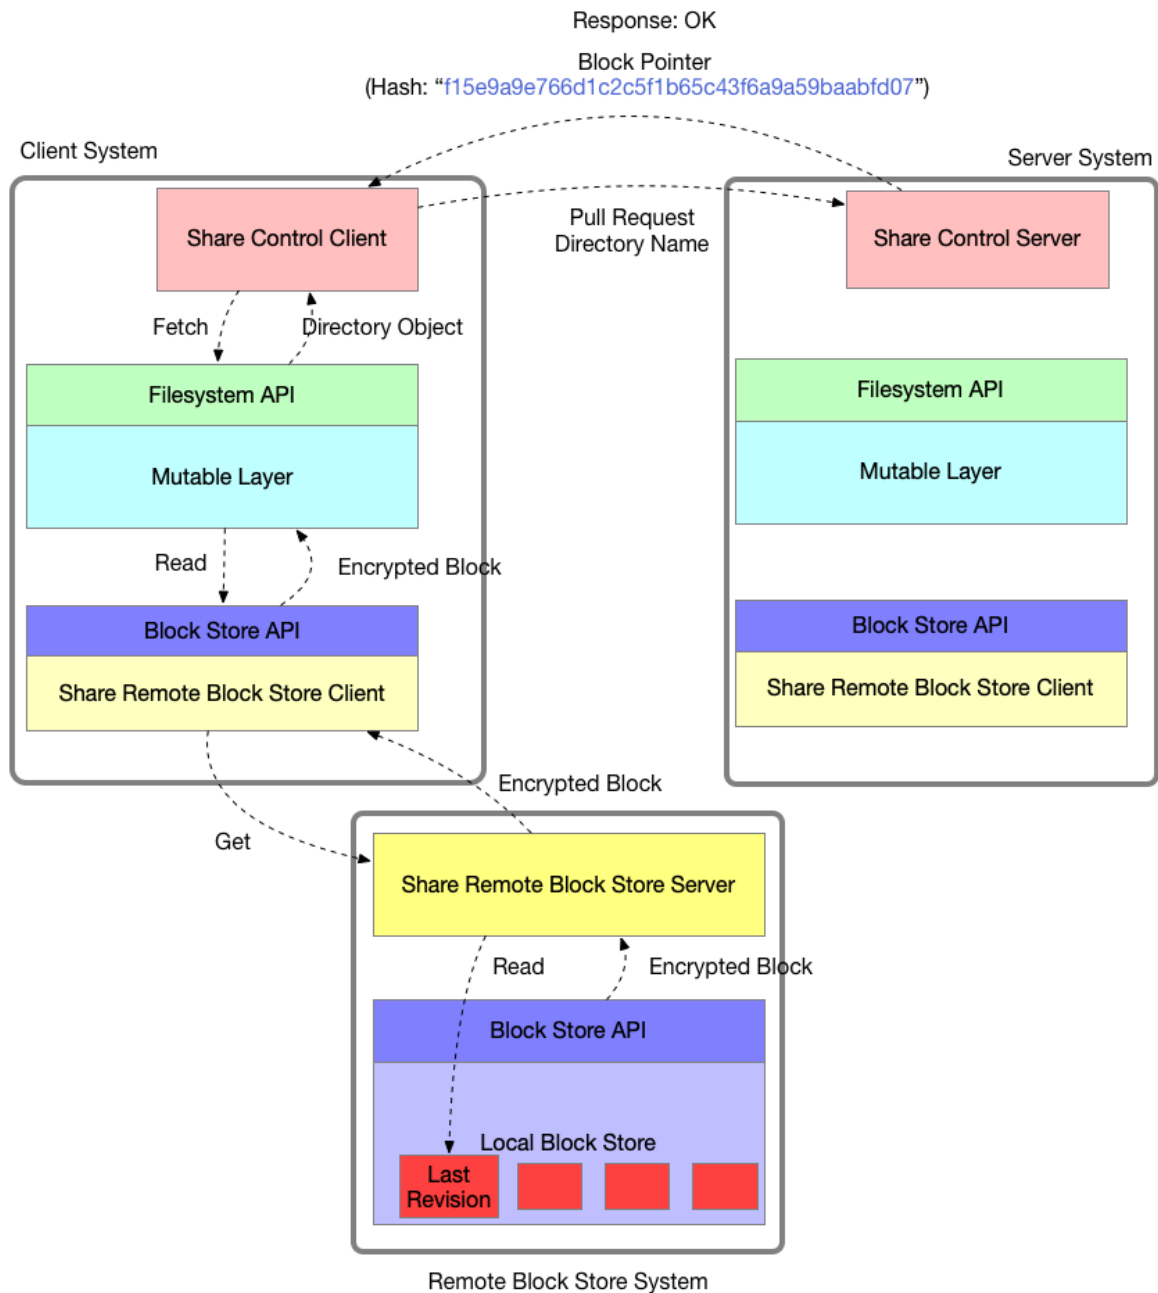 Response: OK
Block Pointer
(Hash: “f15e9a9e766d1c2c5f1b65c43f6a9a59baabfd07”)
Client System
Server System
Share Control Client
Pull Request
Directory Name
Share Control Server
Fetch
Directory Object
Filesystem API
Mutable Layer
Filesystem API
Mutable Layer
Read
Encrypted Block
Block Store API
Share Remote Block Store Client
Block Store API
Share Remote Block Store Client
Encrypted Block
Get
Share Remote Block Store Server
Read
Encrypted Block
Block Store API
Local Block Store
Last
Revision
Remote Block Store System